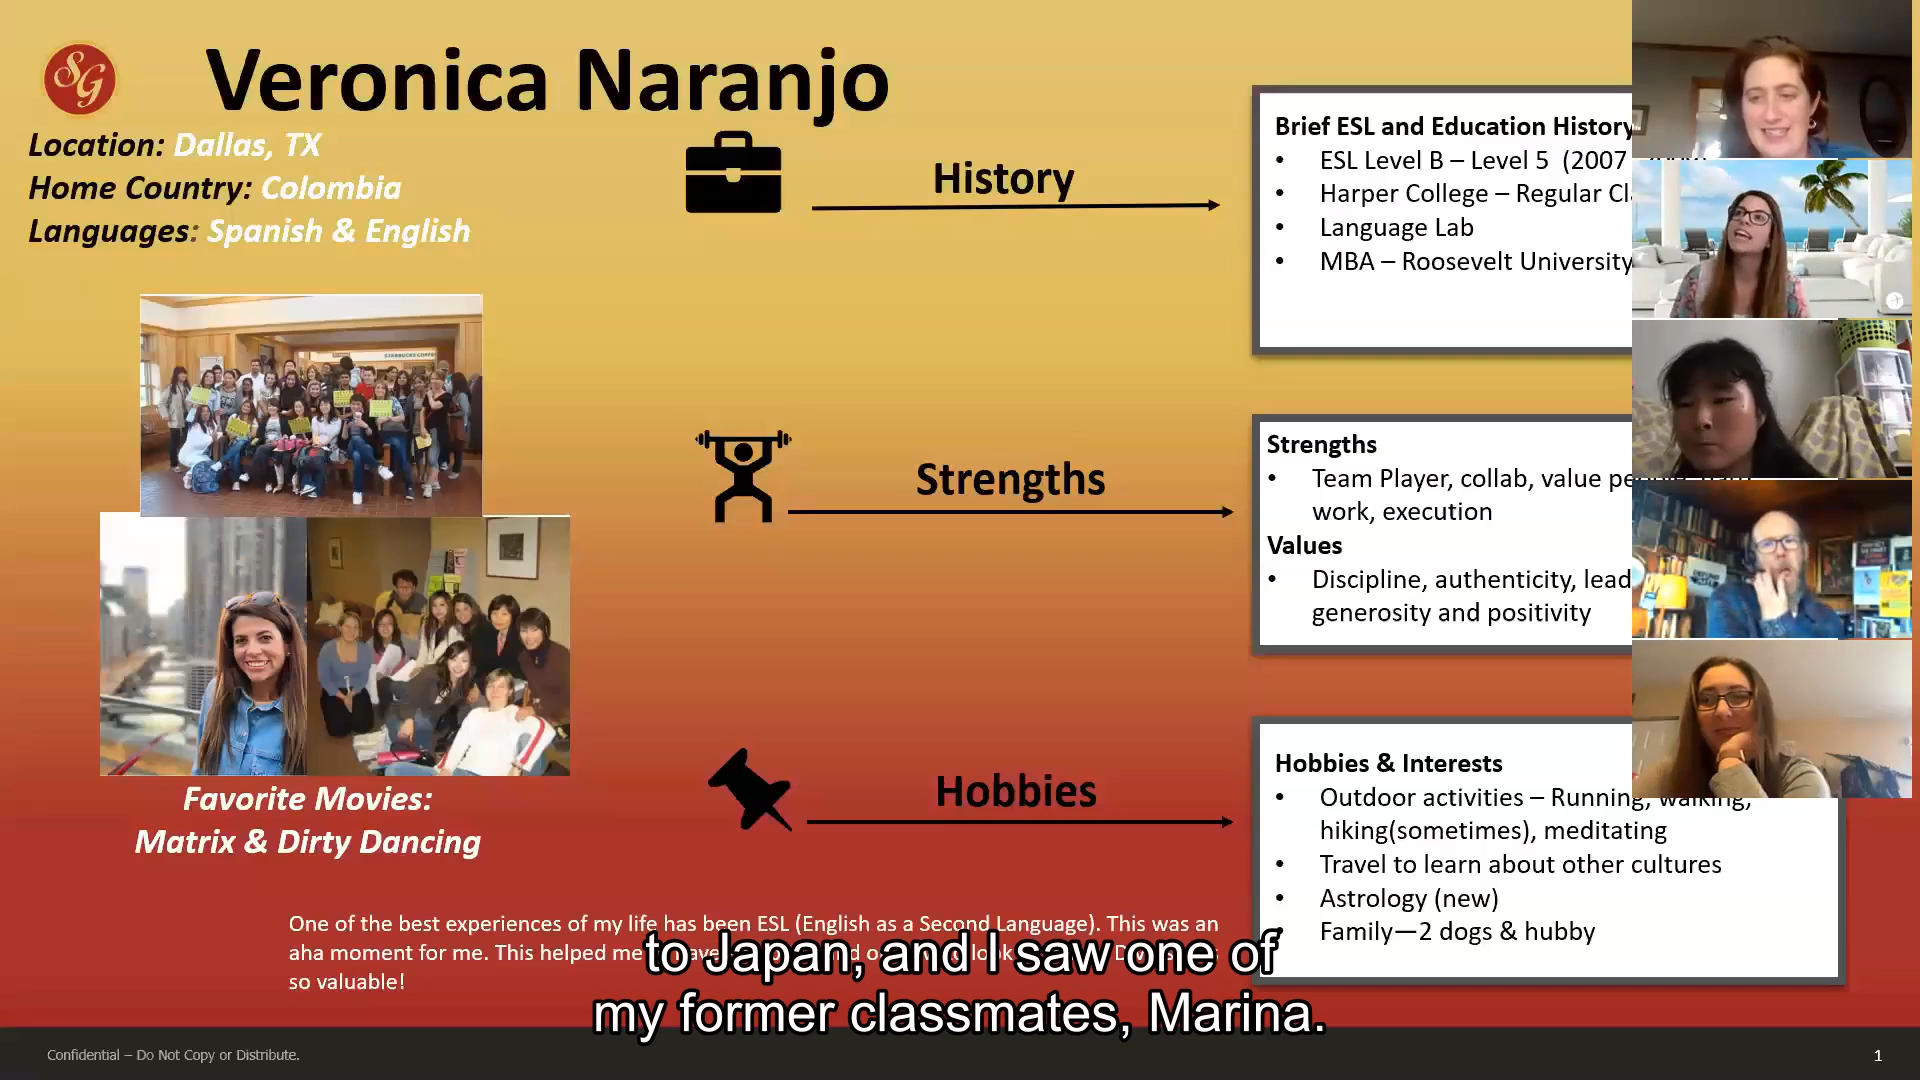 SG
Veronica Naranjo
Location: Dallas, TX
Home Country: Colombia
Languages: Spanish & English
STARBUCKS COFFEE
Favorite Movies:
Matrix & Dirty Dancing
History
Strengths
Hobbies
Brief ESL and Education History
• ESL Level B – Level 5 (2007
• Harper College – Regular Cl
• Language Lab
• MBA – Roosevelt University
Strengths
• Team Player, collab, value
work, execution
Values
• Discipline, authenticity, lead
generosity and positivity
Hobbies & Interests
• Outdoor activities – Running, walking,
hiking(sometimes), meditating
• Travel to learn about other cultures
• Astrology (new)
• Family—2 dogs & hubby
One of the best experiences of my life has been ESL (English as a Second Language). This was an
aha moment for me. This helped me
so valuable!
to Japan, and I saw one of
my former classmates, Marina.
Confidential – Do Not Copy or Distribute.
1